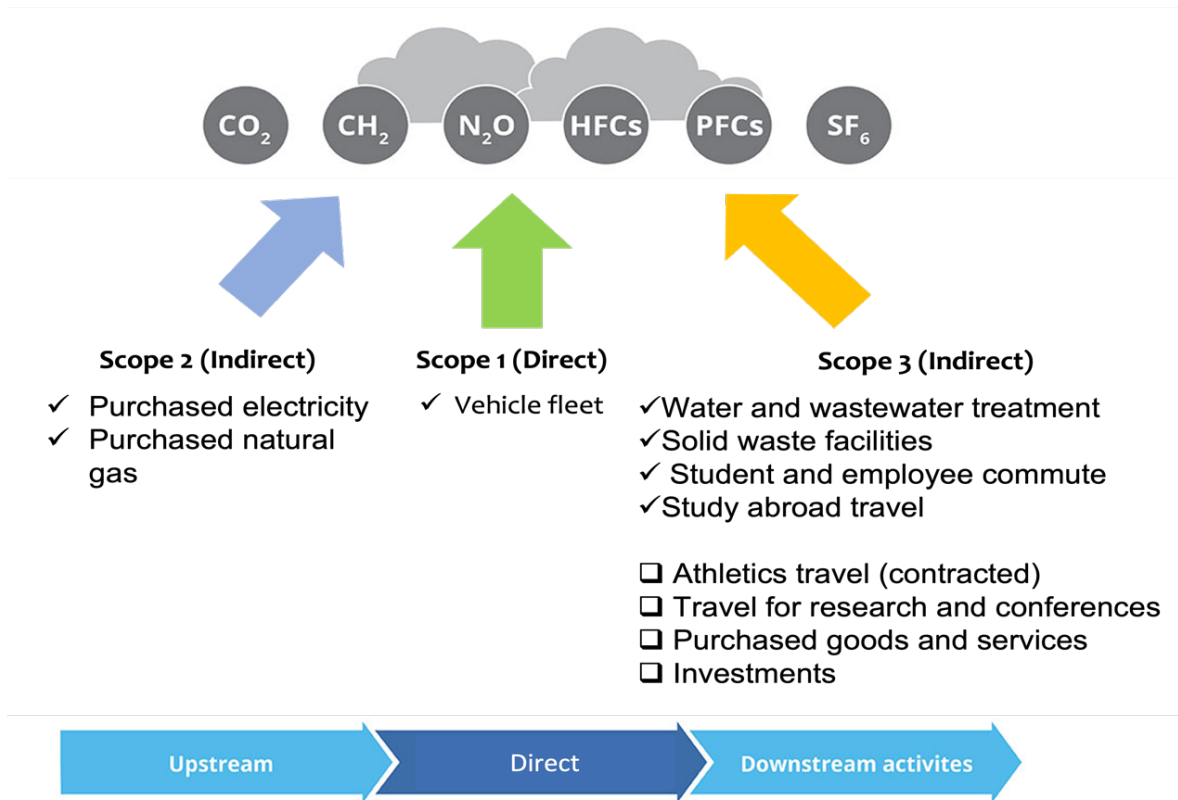 CO₂ CH₂ N₂O HFCs PFCs SF₆
Scope 2 (Indirect)
✓ Purchased electricity
✓ Purchased natural
gas
Scope 1 (Direct)
✓ Vehicle fleet
Scope 3 (Indirect)
✓Water and wastewater treatment
✓Solid waste facilities
✓ Student and employee commute
✓Study abroad travel
❑ Athletics travel (contracted)
❑ Travel for research and conferences
❑ Purchased goods and services
❑ Investments
Upstream Direct Downstream activites